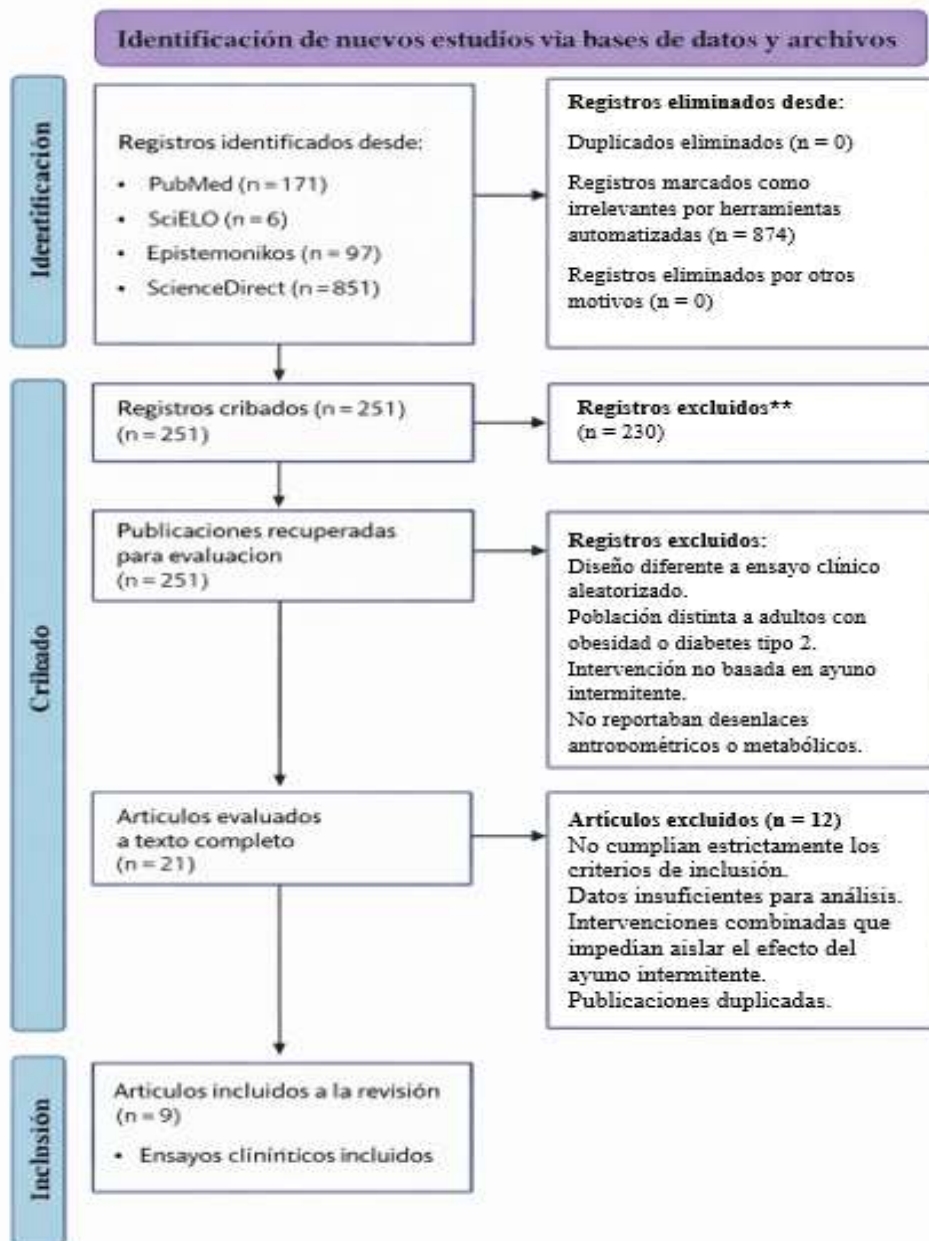 Identificación de nuevos estudios via bases de datos y archivos
Identificación
Registros identificados desde:
• PubMed (n = 171)
• SciELO (n = 6)
• Epistemonikos (n = 97)
• ScienceDirect (n = 851)
Registros eliminados desde:
Duplicados eliminados (n = 0)
Registros marcados como
irrelevantes por herramientas
automatizadas (n = 874)
Registros eliminados por otros
motivos (n = 0)
Cribado
Registros cribados (n = 251)
(n = 251)
Registros excluidos**
(n = 230)
Publicaciones recuperadas
para evaluacion
(n = 251)
Registros excluidos:
Diseño diferente a ensayo clínico
aleatorizado.
Población distinta a adultos con
obesidad o diabetes tipo 2.
Intervención no basada en ayuno
intermitente.
No reportaban desenlaces
antropométricos o metabólicos.
Artículos evaluados
a texto completo
(n = 21)
Artículos excluidos (n = 12)
No cumplían estrictamente los
criterios de inclusión.
Datos insuficientes para análisis.
Intervenciones combinadas que
impedían aislar el efecto del
ayuno intermitente.
Publicaciones duplicadas.
Inclusión
Artículos incluidos a la revisión
(n = 9)
• Ensayos clínínticos incluidos